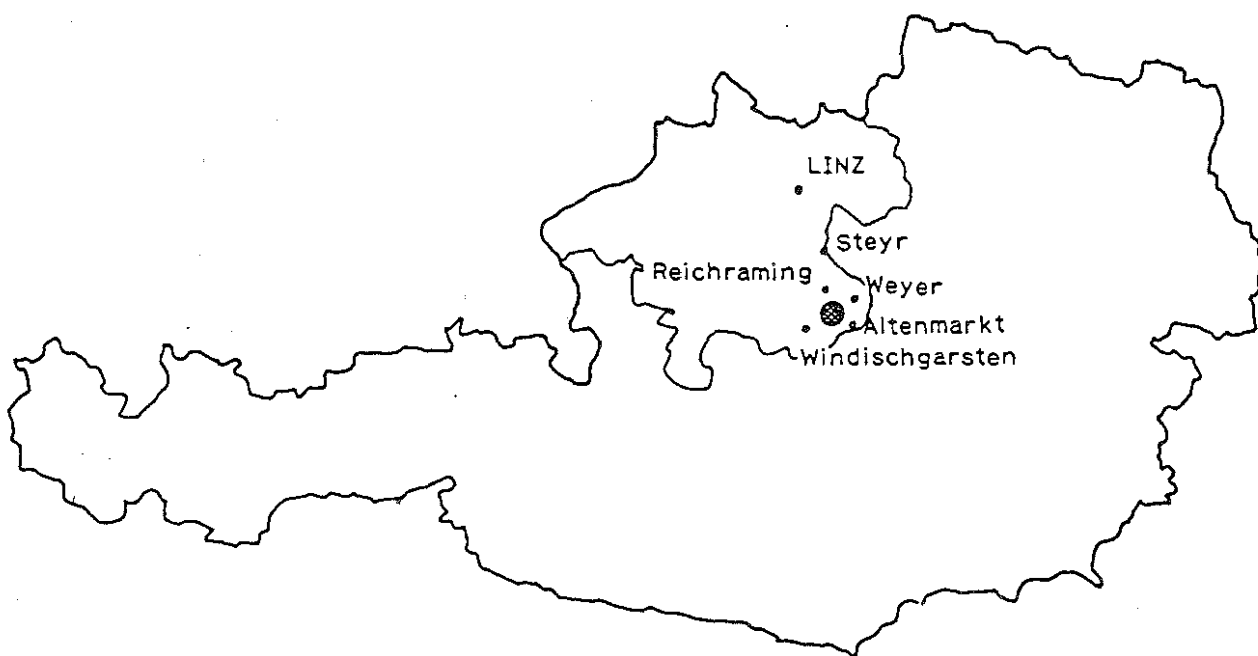 LINZ
Steyr
Reichraming
Weyer
Altenmarkt
Windischgarsten